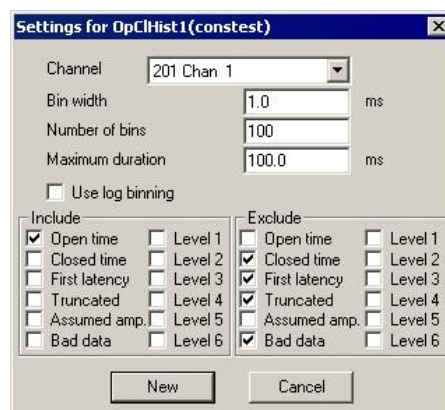 Settings for OpClHist1(constest)
Channel 201 Chan 1
Bin width 1.0 ms
Number of bins 100
Maximum duration 100.0 ms
Use log binning
Include Exclude
Open time Level 1 Open time Level 1
Closed time Level 2 Closed time Level 2
First latency Level 3 First latency Level 3
Truncated Level 4 Truncated Level 4
Assumed amp. Level 5 Assumed amp. Level 5
Bad data Level 6 Bad data Level 6
New Cancel